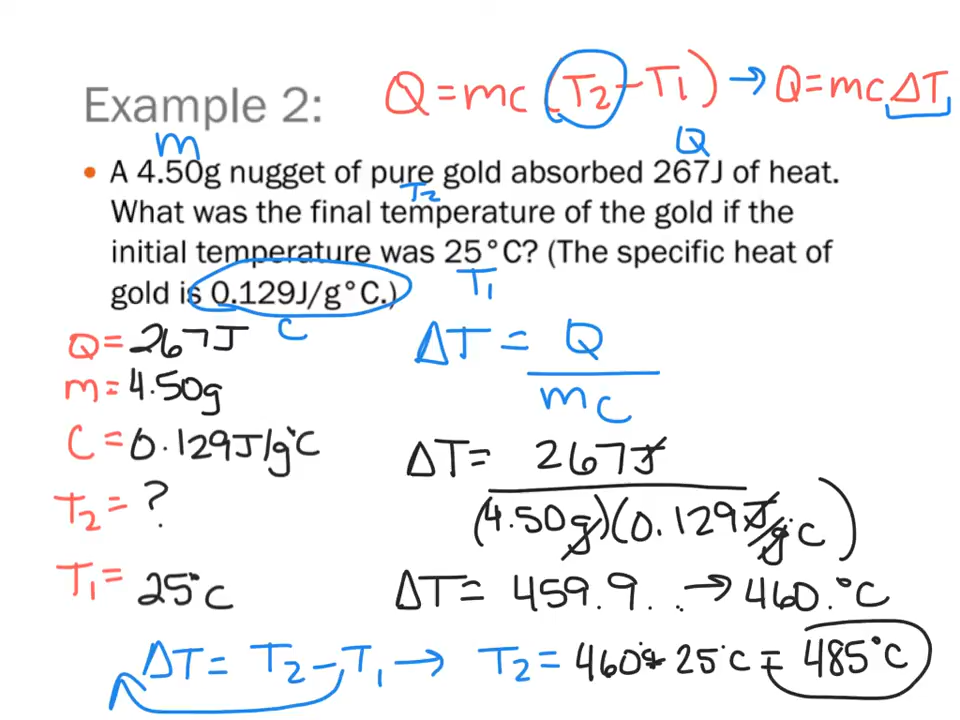 Q=mc(T2-T1)→Q=mcΔT
Example 2:
m
Q
• A 4.50g nugget of pure gold absorbed 267J of heat.
T2
What was the final temperature of the gold if the
initial temperature was 25°C? (The specific heat of
T1
gold is 0.129J/g°C.)
C
Q=267J
m=4.50g
C=0.129J/g°C
T2=?
T1=25°C
ΔT=Q/mc
ΔT=267J/(4.50g)(0.129J/g°C)
ΔT=459.9..→460.°C
ΔT=T2-T1→T2=460°+25°C=485°C